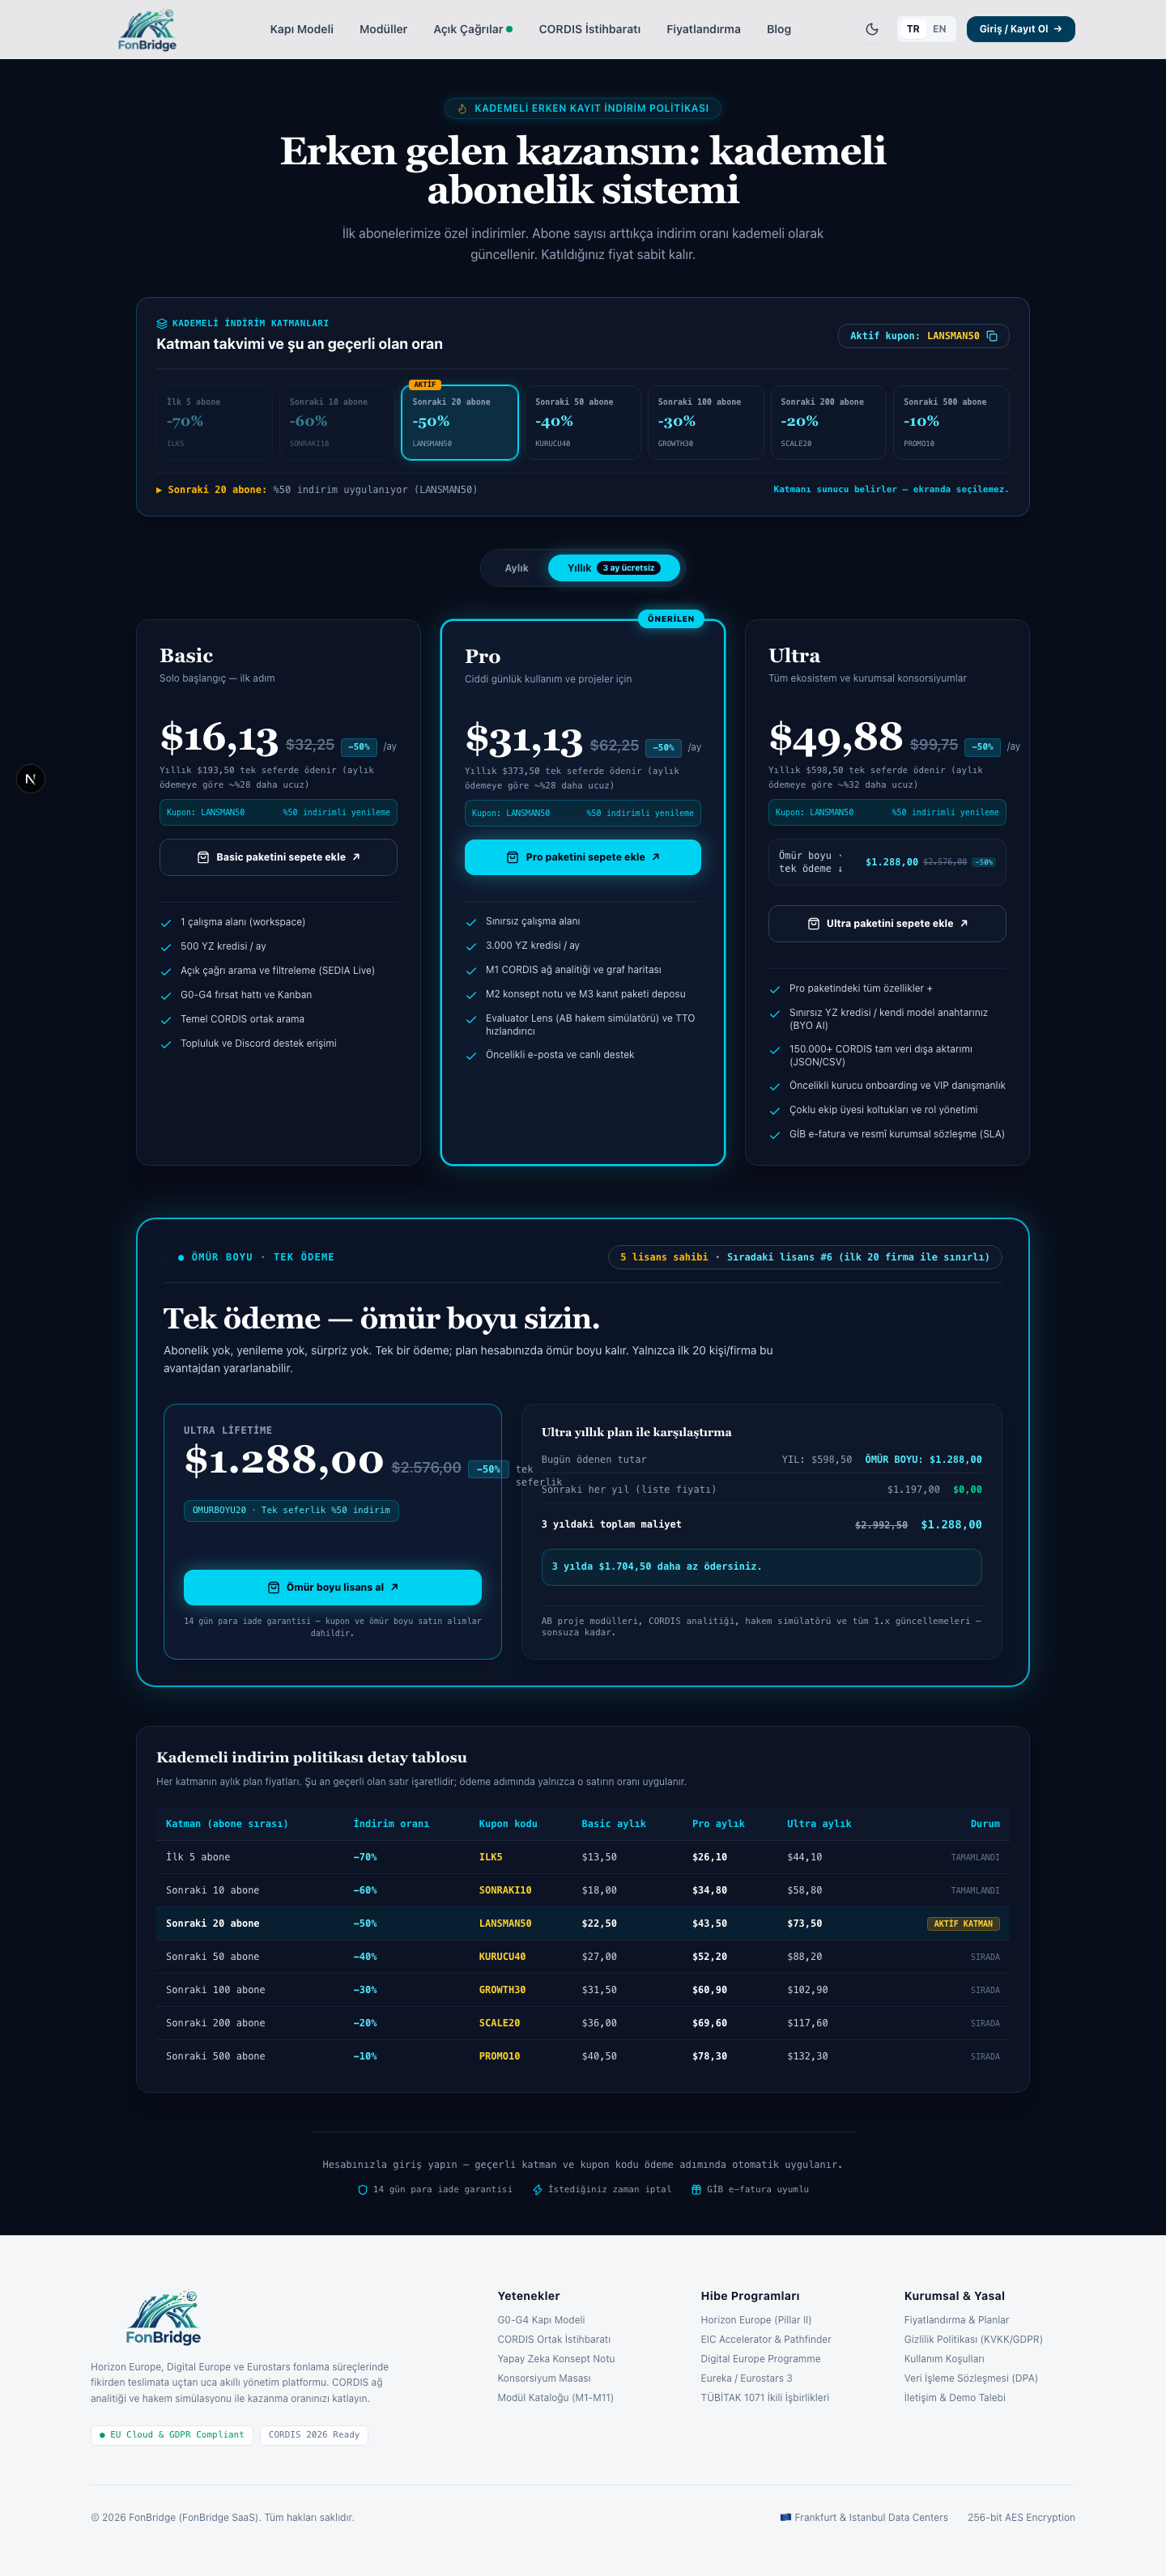 FonBridge
Kapı Modeli
Modüller
Açık Çağrılar
CORDIS İstihbaratı
Fiyatlandırma
Blog
TR EN
Giriş / Kayıt Ol →
KADEMELİ ERKEN KAYIT İNDİRİM POLİTİKASI
Erken gelen kazansın: kademeli
abonelik sistemi
İlk abonelerimize özel indirimler. Abone sayısı arttıkça indirim oranı kademeli olarak
güncellenir. Katıldığınız fiyat sabit kalır.
KADEMELİ İNDİRİM KATMANLARI
Katman takvimi ve şu an geçerli olan oran
Aktif kupon: LANSMAN50
İlk 5 abone
-70%
ILK5
Sonraki 10 abone
-60%
SONRAKI10
AKTİF
Sonraki 20 abone
-50%
LANSMAN50
Sonraki 50 abone
-40%
KURUCU40
Sonraki 100 abone
-30%
GROWTH30
Sonraki 200 abone
-20%
SCALE20
Sonraki 500 abone
-10%
PROMO10
▶ Sonraki 20 abone: %50 indirim uygulanıyor (LANSMAN50)
Katmanı sunucu belirler — ekranda seçilemez.
Aylık
Yıllık 3 ay ücretsiz
Basic
Solo başlangıç — ilk adım
$16,13 $32,25 −50% /ay
Yıllık $193,50 tek seferde ödenir (aylık
ödemeye göre ~%28 daha ucuz)
Kupon: LANSMAN50 %50 indirimli yenileme
Basic paketini sepete ekle ↗
1 çalışma alanı (workspace)
500 YZ kredisi / ay
Açık çağrı arama ve filtreleme (SEDIA Live)
G0-G4 fırsat hattı ve Kanban
Temel CORDIS ortak arama
Topluluk ve Discord destek erişimi
ÖNERİLEN
Pro
Ciddi günlük kullanım ve projeler için
$31,13 $62,25 −50% /ay
Yıllık $373,50 tek seferde ödenir (aylık
ödemeye göre ~%28 daha ucuz)
Kupon: LANSMAN50 %50 indirimli yenileme
Pro paketini sepete ekle ↗
Sınırsız çalışma alanı
3.000 YZ kredisi / ay
M1 CORDIS ağ analitiği ve graf haritası
M2 konsept notu ve M3 kanıt paketi deposu
Evaluator Lens (AB hakem simülatörü) ve TTO
hızlandırıcı
Öncelikli e-posta ve canlı destek
Ultra
Tüm ekosistem ve kurumsal konsorsiyumlar
$49,88 $99,75 −50% /ay
Yıllık $598,50 tek seferde ödenir (aylık
ödemeye göre ~%32 daha ucuz)
Kupon: LANSMAN50 %50 indirimli yenileme
Ömür boyu ·
tek ödeme ↓
$1.288,00 $2.576,00 −50%
Ultra paketini sepete ekle ↗
Pro paketindeki tüm özellikler +
Sınırsız YZ kredisi / kendi model anahtarınız
(BYO AI)
150.000+ CORDIS tam veri dışa aktarımı
(JSON/CSV)
Öncelikli kurucu onboarding ve VIP danışmanlık
Çoklu ekip üyesi koltukları ve rol yönetimi
GİB e-fatura ve resmî kurumsal sözleşme (SLA)
● ÖMÜR BOYU · TEK ÖDEME
5 lisans sahibi · Sıradaki lisans #6 (ilk 20 firma ile sınırlı)
Tek ödeme — ömür boyu sizin.
Abonelik yok, yenileme yok, sürpriz yok. Tek bir ödeme; plan hesabınızda ömür boyu kalır. Yalnızca ilk 20 kişi/firma bu
avantajdan yararlanabilir.
ULTRA LİFETİME
$1.288,00 $2.576,00 −50% tek
seferlik
OMURBOYU20 · Tek seferlik %50 indirim
Ömür boyu lisans al ↗
14 gün para iade garantisi — kupon ve ömür boyu satın alımlar
dahildir.
Ultra yıllık plan ile karşılaştırma
Bugün ödenen tutar YIL: $598,50 ÖMÜR BOYU: $1.288,00
Sonraki her yıl (liste fiyatı) $1.197,00 $0,00
3 yıldaki toplam maliyet $2.992,50 $1.288,00
3 yılda $1.704,50 daha az ödersiniz.
AB proje modülleri, CORDIS analitiği, hakem simülatörü ve tüm 1.x güncellemeleri —
sonsuza kadar.
Kademeli indirim politikası detay tablosu
Her katmanın aylık plan fiyatları. Şu an geçerli olan satır işaretlidir; ödeme adımında yalnızca o satırın oranı uygulanır.
Katman (abone sırası) İndirim oranı Kupon kodu Basic aylık Pro aylık Ultra aylık Durum
İlk 5 abone −70% ILK5 $13,50 $26,10 $44,10 TAMAMLANDI
Sonraki 10 abone −60% SONRAKI10 $18,00 $34,80 $58,80 TAMAMLANDI
Sonraki 20 abone −50% LANSMAN50 $22,50 $43,50 $73,50 AKTİF KATMAN
Sonraki 50 abone −40% KURUCU40 $27,00 $52,20 $88,20 SIRADA
Sonraki 100 abone −30% GROWTH30 $31,50 $60,90 $102,90 SIRADA
Sonraki 200 abone −20% SCALE20 $36,00 $69,60 $117,60 SIRADA
Sonraki 500 abone −10% PROMO10 $40,50 $78,30 $132,30 SIRADA
Hesabınızla giriş yapın — geçerli katman ve kupon kodu ödeme adımında otomatik uygulanır.
14 gün para iade garantisi
İstediğiniz zaman iptal
GİB e-fatura uyumlu
FonBridge
Horizon Europe, Digital Europe ve Eurostars fonlama süreçlerinde
fikirden teslimata uçtan uca akıllı yönetim platformu. CORDIS ağ
analitiği ve hakem simülasyonu ile kazanma oranınızı katlayın.
● EU Cloud & GDPR Compliant
CORDIS 2026 Ready
Yetenekler
G0-G4 Kapı Modeli
CORDIS Ortak İstihbaratı
Yapay Zeka Konsept Notu
Konsorsiyum Masası
Modül Kataloğu (M1-M11)
Hibe Programları
Horizon Europe (Pillar II)
EIC Accelerator & Pathfinder
Digital Europe Programme
Eureka / Eurostars 3
TÜBİTAK 1071 İkili İşbirlikleri
Kurumsal & Yasal
Fiyatlandırma & Planlar
Gizlilik Politikası (KVKK/GDPR)
Kullanım Koşulları
Veri İşleme Sözleşmesi (DPA)
İletişim & Demo Talebi
© 2026 FonBridge (FonBridge SaaS). Tüm hakları saklıdır.
Frankfurt & Istanbul Data Centers
256-bit AES Encryption